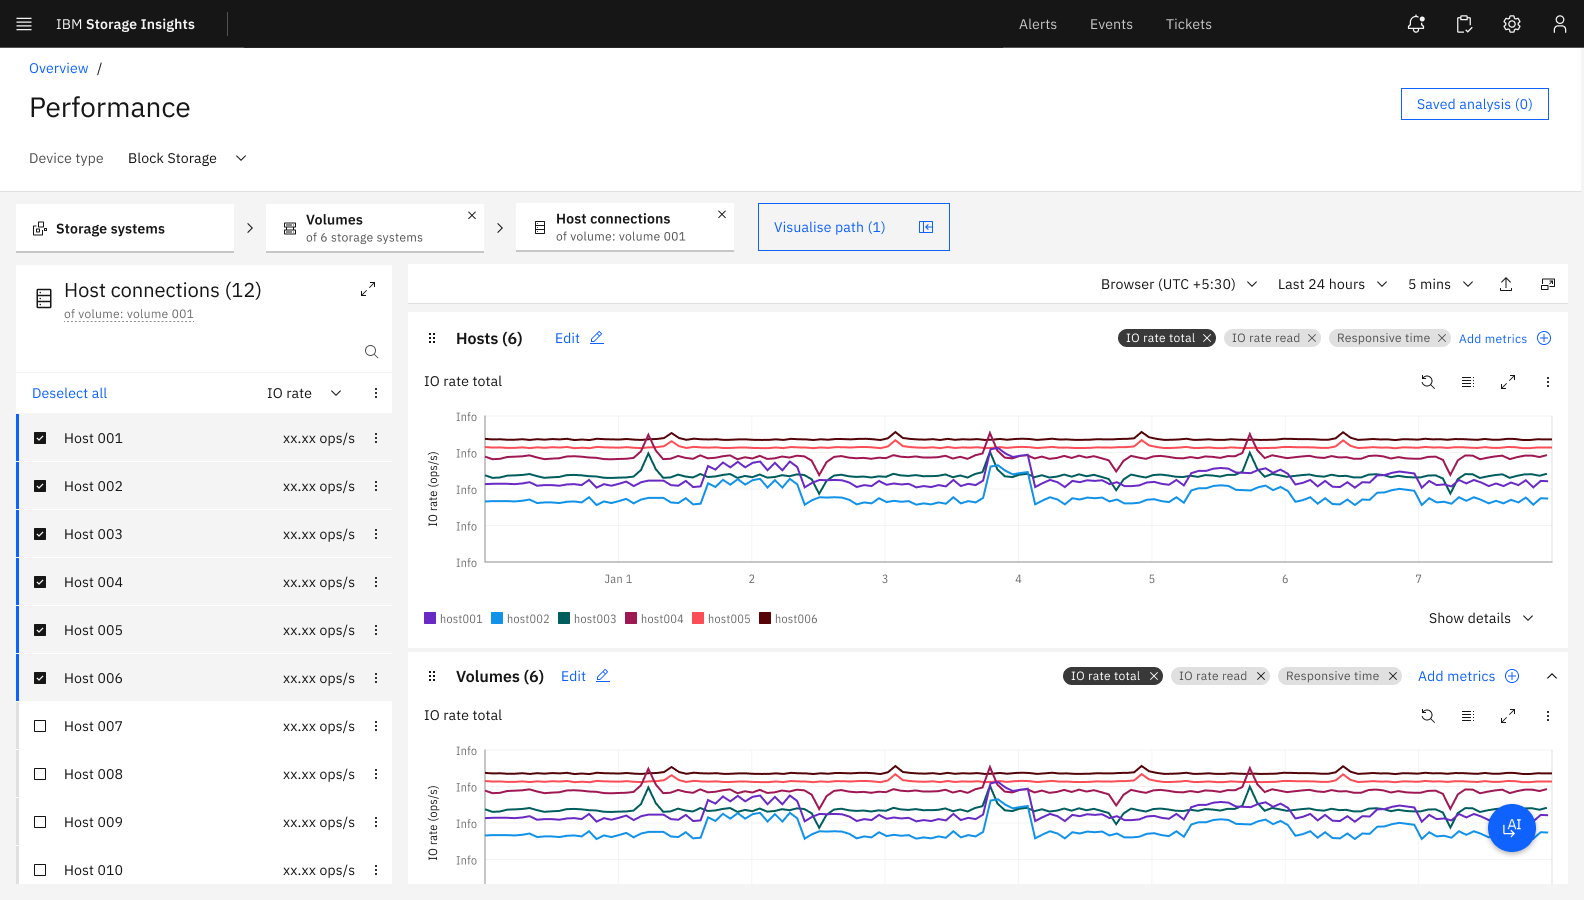 IBM Storage Insights
Alerts
Events
Tickets
Overview /
Performance
Saved analysis (0)
Device type Block Storage
Storage systems
Volumes
of 6 storage systems
Host connections
of volume: volume 001
Visualise path (1)
Host connections (12)
of volume: volume 001
Deselect all
IO rate
Host 001 xx.xx ops/s
Host 002 xx.xx ops/s
Host 003 xx.xx ops/s
Host 004 xx.xx ops/s
Host 005 xx.xx ops/s
Host 006 xx.xx ops/s
Host 007 xx.xx ops/s
Host 008 xx.xx ops/s
Host 009 xx.xx ops/s
Host 010 xx.xx ops/s
Browser (UTC +5:30)
Last 24 hours
5 mins
Hosts (6)
Edit
IO rate total
IO rate read
Responsive time
Add metrics
IO rate total
IO rate (ops/s)
Info
Info
Info
Info
Info
Jan 1 2 3 4 5 6 7
host001 host002 host003 host004 host005 host006
Show details
Volumes (6)
Edit
IO rate total
IO rate read
Responsive time
Add metrics
IO rate total
IO rate (ops/s)
Info
Info
Info
Info
AI